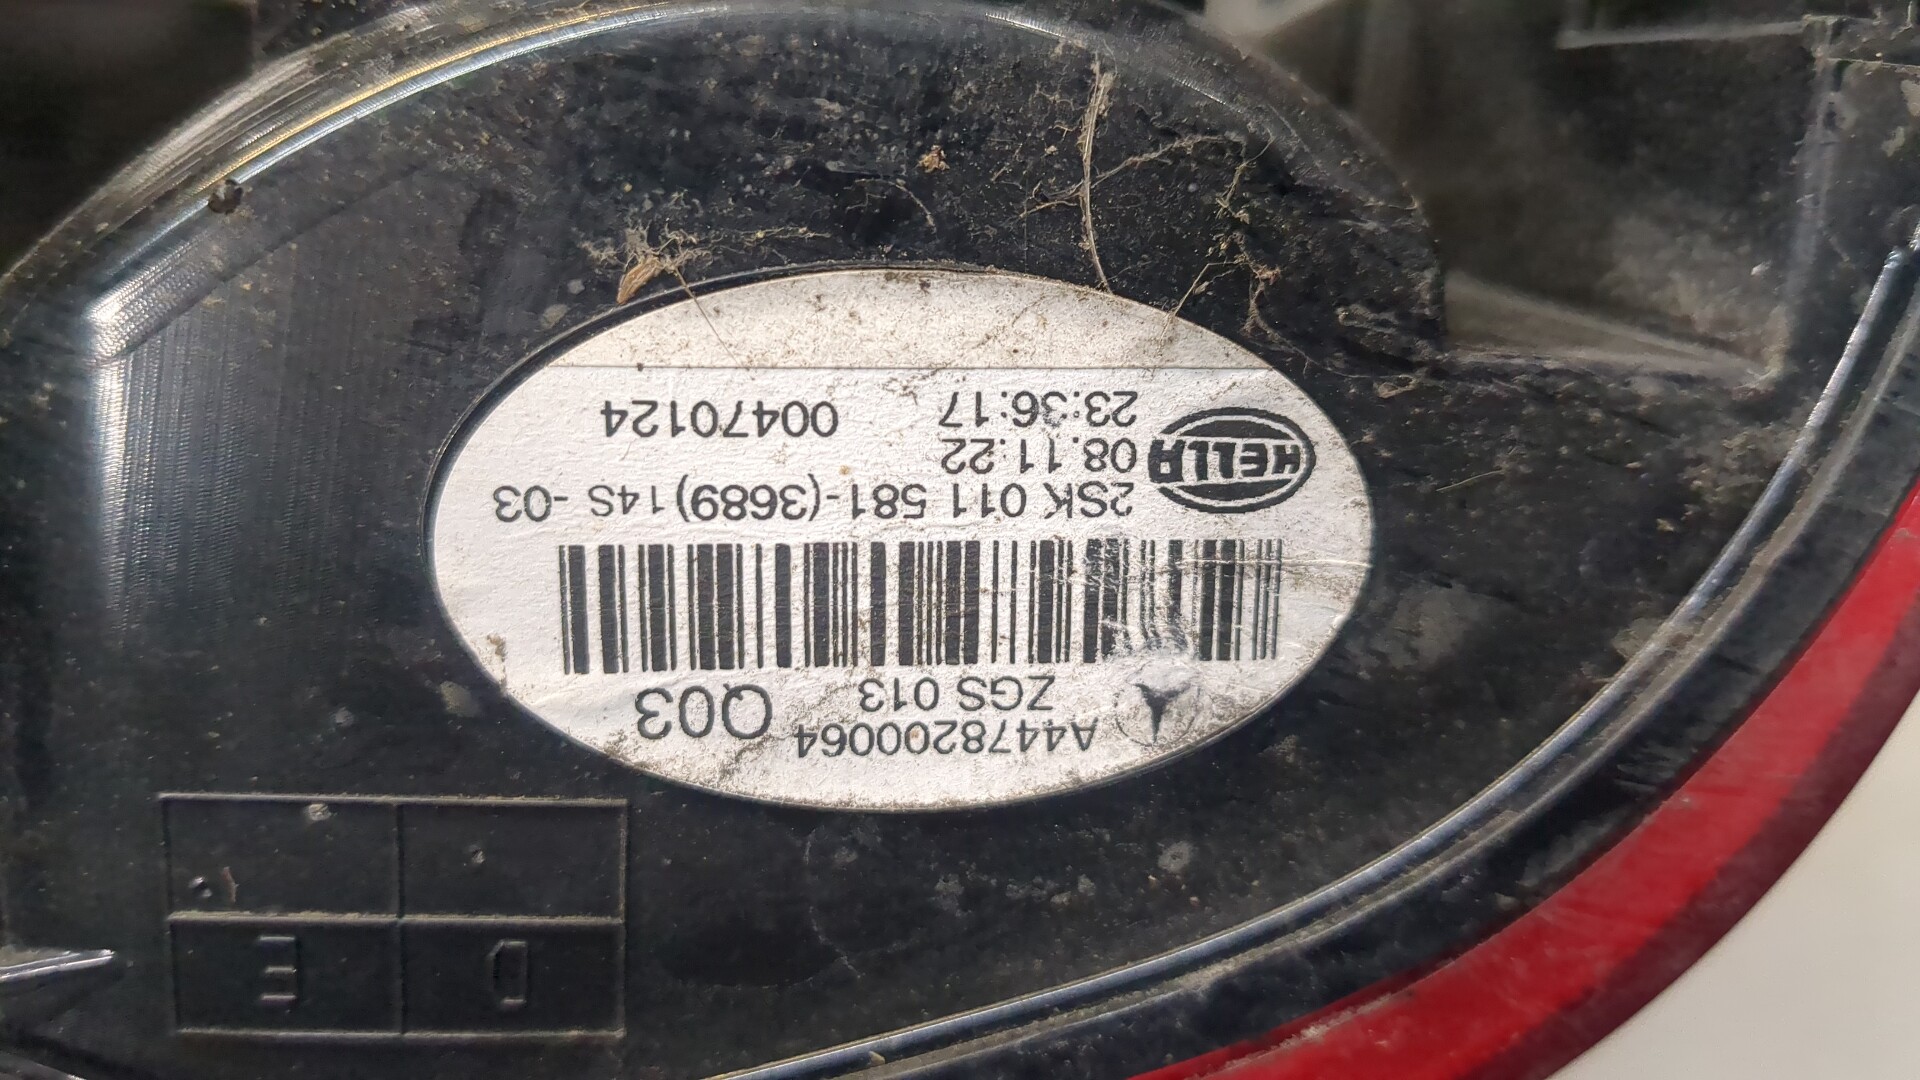 A4478200064 Q03
ZGS 013
2SK 011 581-(3689) 14S -03
HELLA 08.11.22
23:36:17 00470124
D E